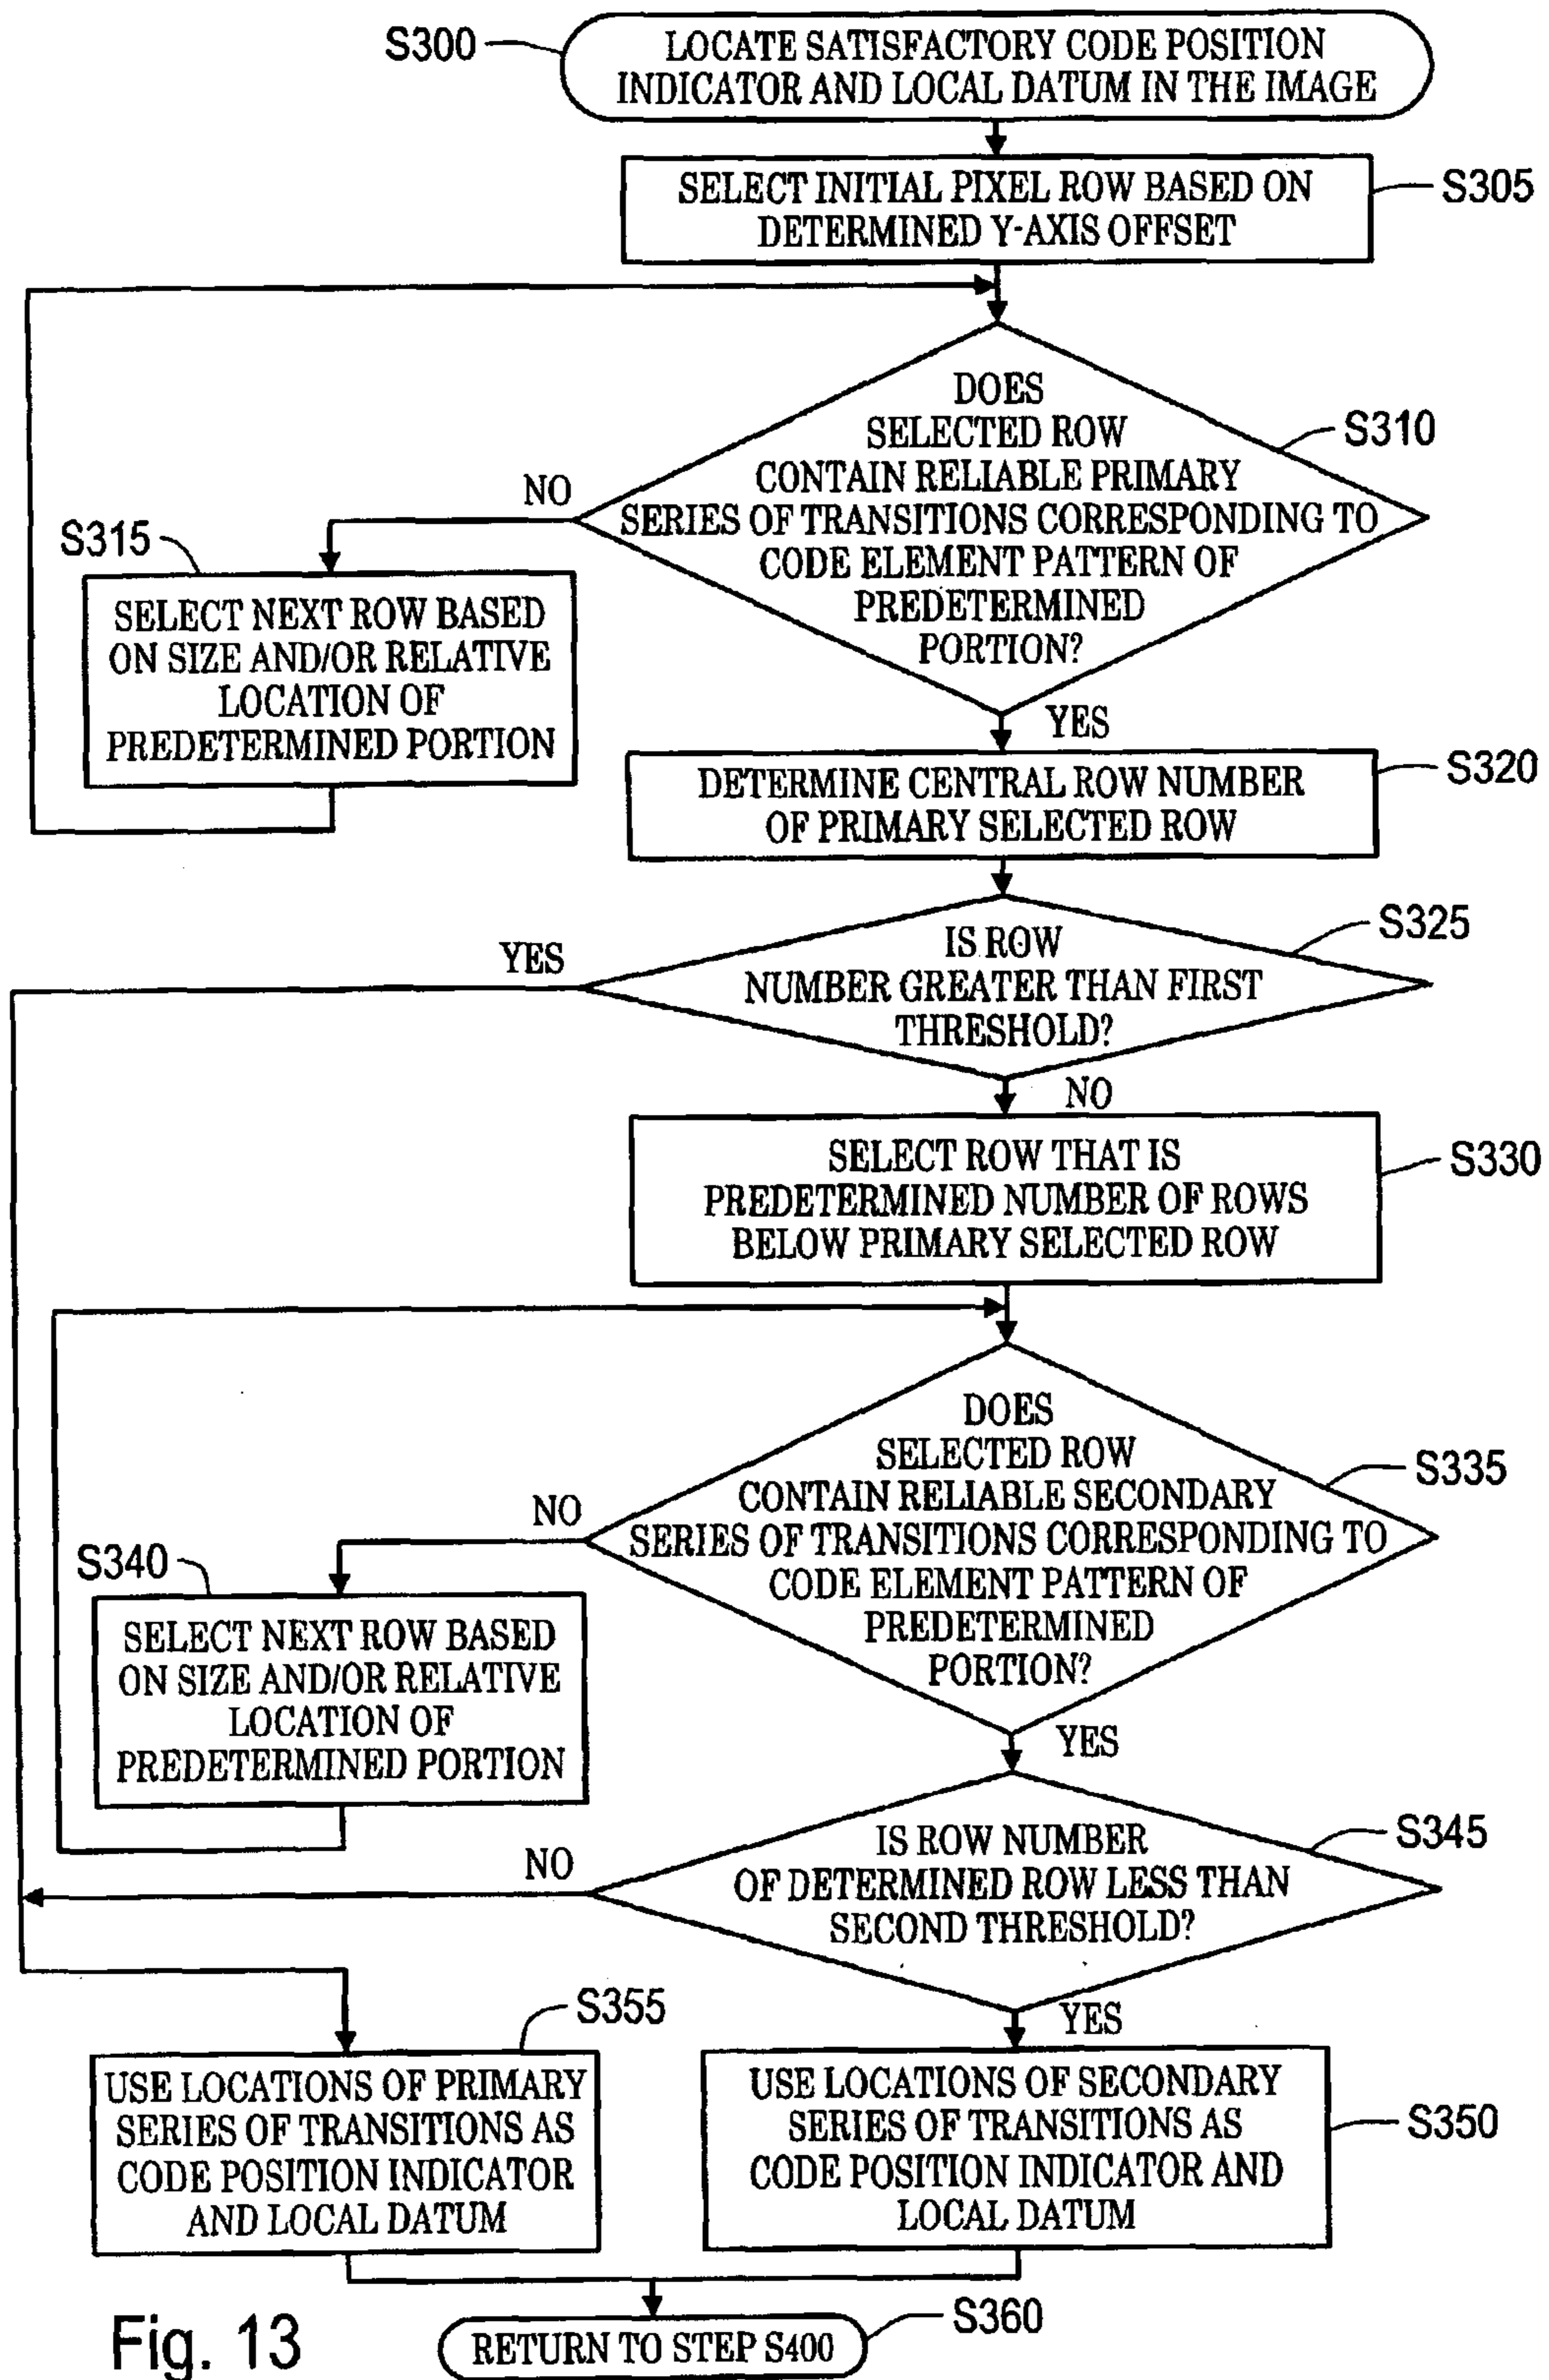 S300
LOCATE SATISFACTORY CODE POSITION
INDICATOR AND LOCAL DATUM IN THE IMAGE
SELECT INITIAL PIXEL ROW BASED ON
DETERMINED Y-AXIS OFFSET
S305
DOES
SELECTED ROW
CONTAIN RELIABLE PRIMARY
SERIES OF TRANSITIONS CORRESPONDING TO
CODE ELEMENT PATTERN OF
PREDETERMINED
PORTION?
S310
NO
S315
SELECT NEXT ROW BASED
ON SIZE AND/OR RELATIVE
LOCATION OF
PREDETERMINED PORTION
YES
DETERMINE CENTRAL ROW NUMBER
OF PRIMARY SELECTED ROW
S320
IS ROW
NUMBER GREATER THAN FIRST
THRESHOLD?
S325
YES
NO
SELECT ROW THAT IS
PREDETERMINED NUMBER OF ROWS
BELOW PRIMARY SELECTED ROW
S330
DOES
SELECTED ROW
CONTAIN RELIABLE SECONDARY
SERIES OF TRANSITIONS CORRESPONDING TO
CODE ELEMENT PATTERN OF
PREDETERMINED
PORTION?
S335
NO
S340
SELECT NEXT ROW BASED
ON SIZE AND/OR RELATIVE
LOCATION OF
PREDETERMINED PORTION
YES
IS ROW NUMBER
OF DETERMINED ROW LESS THAN
SECOND THRESHOLD?
S345
NO
YES
S355
USE LOCATIONS OF PRIMARY
SERIES OF TRANSITIONS AS
CODE POSITION INDICATOR
AND LOCAL DATUM
USE LOCATIONS OF SECONDARY
SERIES OF TRANSITIONS AS
CODE POSITION INDICATOR AND
LOCAL DATUM
S350
RETURN TO STEP S400
S360
Fig. 13